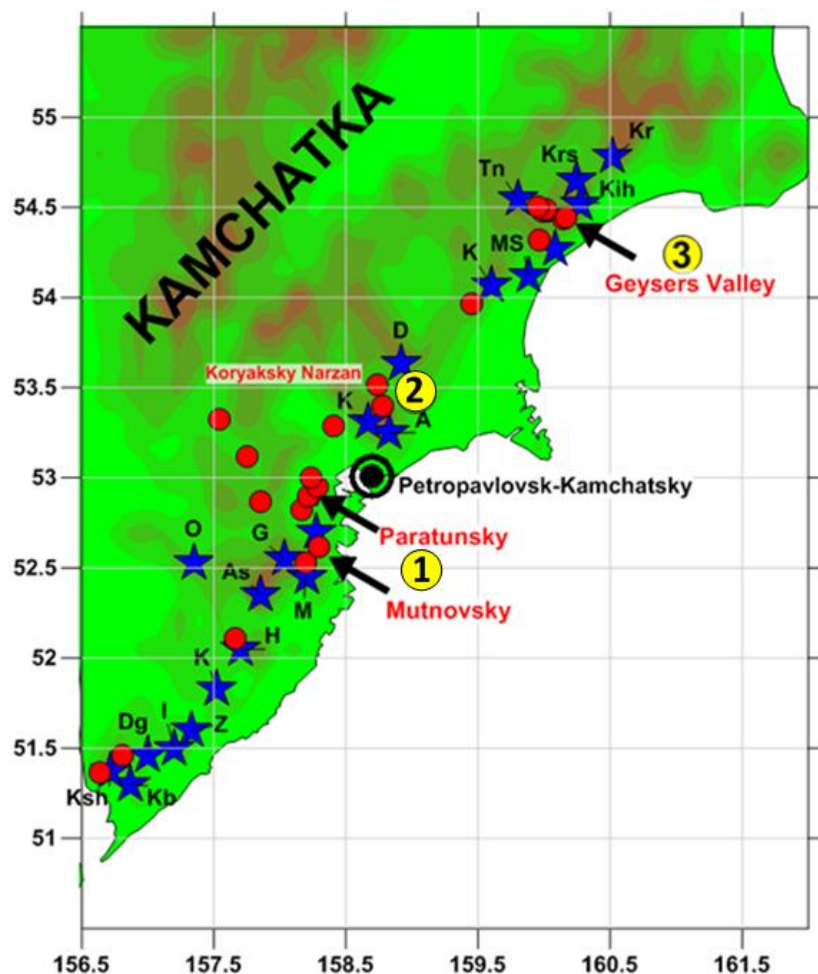 55
Kr
Krs
Tn
Kih
54.5
KAMCHATKA
MS
3
K
Geysers Valley
54
D
Koryaksky Narzan
53.5
2
K
A
53
Petropavlovsk-Kamchatsky
O
G
Paratunsky
52.5
As
1
M
Mutnovsky
H
52
K
I
Dg
Z
51.5
Ksh
Kb
51
156.5 157.5 158.5 159.5 160.5 161.5